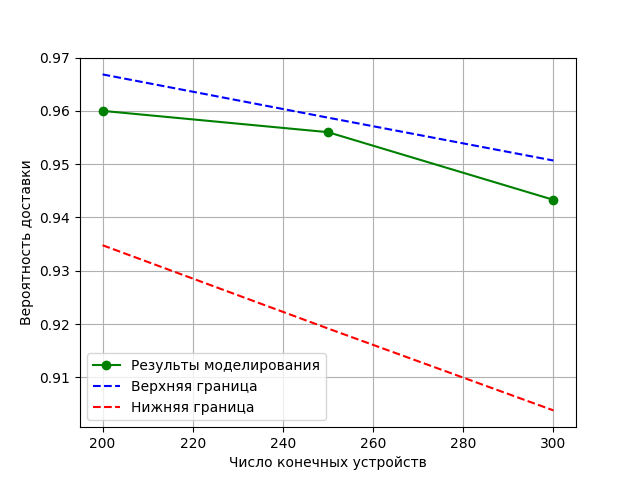 0.97
0.96
0.95
0.94
0.93
0.92
0.91
Вероятность доставки
Результы моделирования
Верхняя граница
Нижняя граница
200 220 240 260 280 300
Число конечных устройств